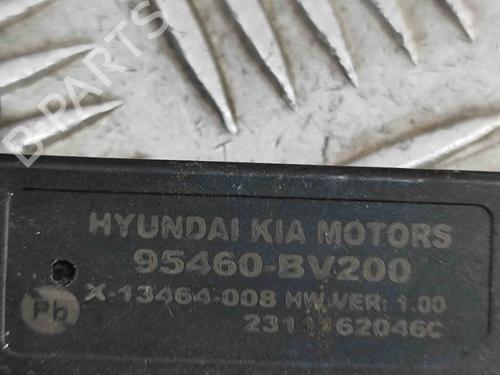 B-PARTS
HYUNDAI KIA MOTORS
95460-BV200
X-13464-008 HW.VER: 1.00
Pb